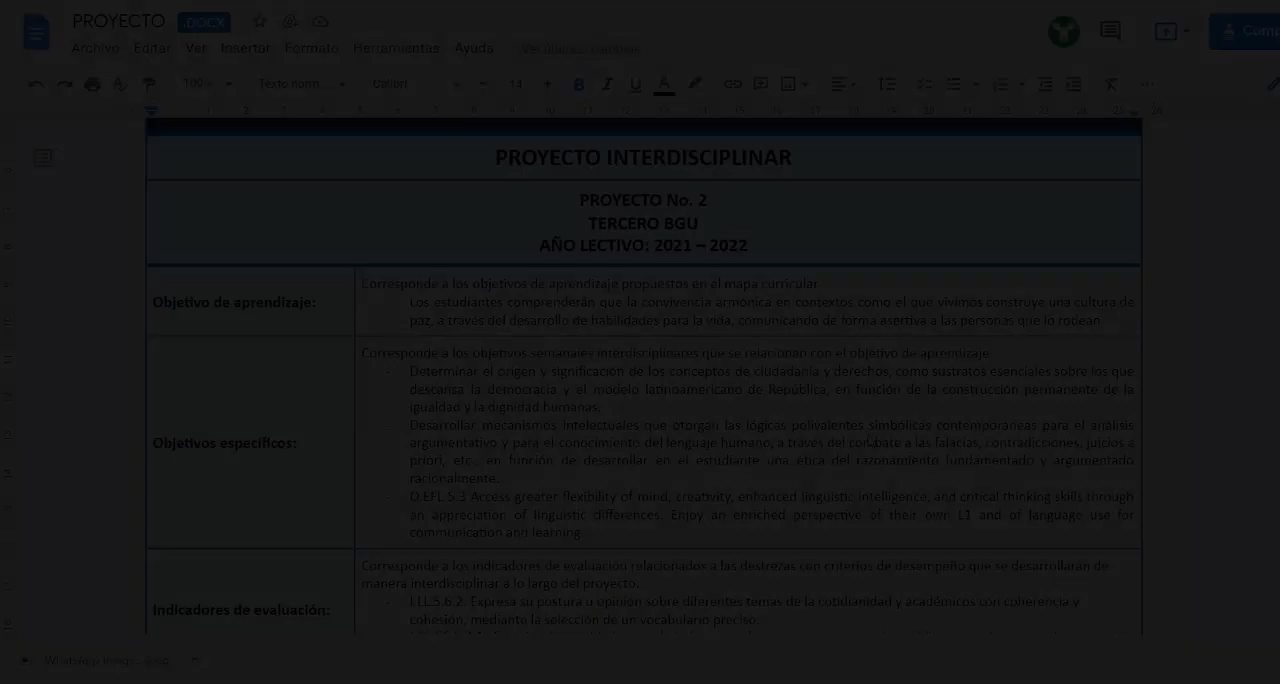 PROYECTO .DOCX
Archivo Editar Ver Insertar Formato Herramientas Ayuda
100% Texto norm... Calibri 14
PROYECTO INTERDISCIPLINAR
PROYECTO No. 2
TERCERO BGU
AÑO LECTIVO: 2021 – 2022
Objetivo de aprendizaje:
Corresponde a los objetivos de aprendizaje propuestos en el mapa curricular
- Los estudiantes comprenderán que la convivencia armónica en contextos como el que vivimos construye una cultura de
paz, a través del desarrollo de habilidades para la vida, comunicando de forma asertiva a las personas que lo rodean.
Objetivos específicos:
Corresponde a los objetivos semanales interdisciplinares que se relacionan con el objetivo de aprendizaje
- Determinar el origen y significación de los conceptos de ciudadanía y derechos, como sustratos esenciales sobre los que
descansa la democracia y el modelo latinoamericano de República, en función de la construcción permanente de la
igualdad y la dignidad humanas.
- Desarrollar mecanismos intelectuales que otorgan las lógicas polivalentes simbólicas contemporáneas para el análisis
argumentativo y para el conocimiento del lenguaje humano, a través del combate a las falacias, contradicciones, juicios a
priori, etc., en función de desarrollar en el estudiante una ética del razonamiento fundamentado y argumentado
racionalmente.
- O.EFL.5.3 Access greater flexibility of mind, creativity, enhanced linguistic intelligence, and critical thinking skills through
an appreciation of linguistic differences. Enjoy an enriched perspective of their own L1 and of language use for
communication and learning.
Indicadores de evaluación:
Corresponde a los indicadores de evaluación relacionados a las destrezas con criterios de desempeño que se desarrollarán de
manera interdisciplinar a lo largo del proyecto.
- I.LL.5.6.2. Expresa su postura u opinión sobre diferentes temas de la cotidianidad y académicos con coherencia y
cohesión, mediante la selección de un vocabulario preciso.